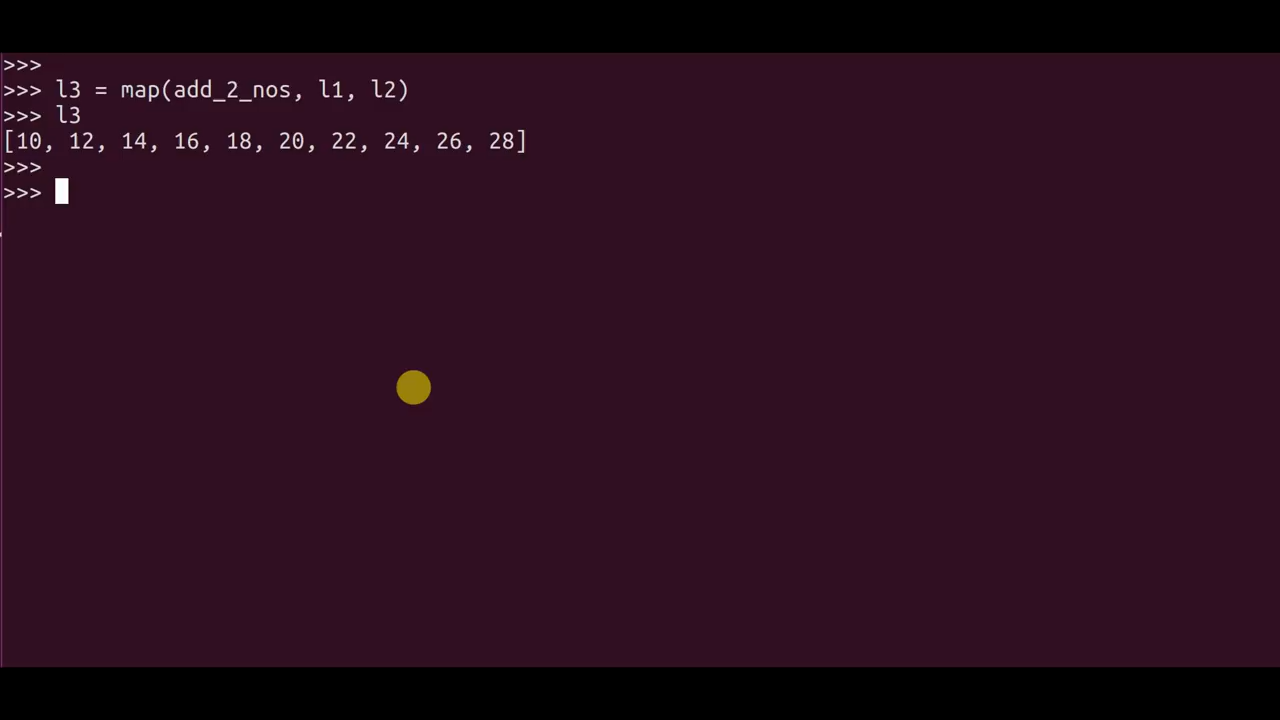 >>>
>>> l3 = map(add_2_nos, l1, l2)
>>> l3
[10, 12, 14, 16, 18, 20, 22, 24, 26, 28]
>>>
>>>